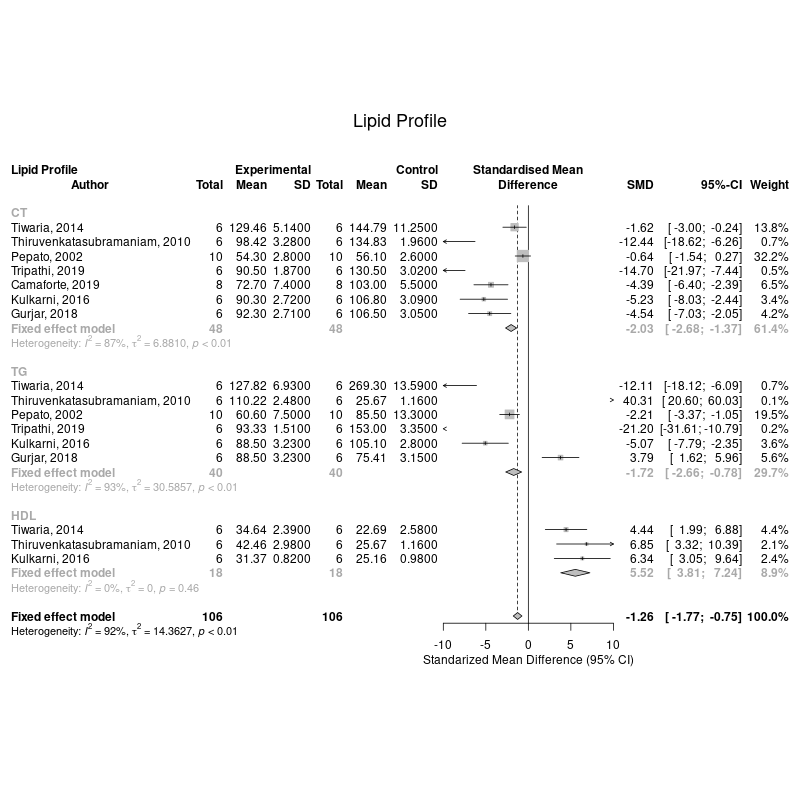 Lipid Profile
Lipid Profile Experimental Control Standardised Mean
Author Total Mean SD Total Mean SD Difference SMD 95%-CI Weight
CT
Tiwaria, 2014 6 129.46 5.1400 6 144.79 11.2500 -1.62 [ -3.00; -0.24] 13.8%
Thiruvenkatasubramaniam, 2010 6 98.42 3.2800 6 134.83 1.9600 -12.44 [-18.62; -6.26] 0.7%
Pepato, 2002 10 54.30 2.8000 10 56.10 2.6000 -0.64 [ -1.54; 0.27] 32.2%
Tripathi, 2019 6 90.50 1.8700 6 130.50 3.0200 -14.70 [-21.97; -7.44] 0.5%
Camaforte, 2019 8 72.70 7.4000 8 103.00 5.5000 -4.39 [ -6.40; -2.39] 6.5%
Kulkarni, 2016 6 90.30 2.7200 6 106.80 3.0900 -5.23 [ -8.03; -2.44] 3.4%
Gurjar, 2018 6 92.30 2.7100 6 106.50 3.0500 -4.54 [ -7.03; -2.05] 4.2%
Fixed effect model 48 48 -2.03 [ -2.68; -1.37] 61.4%
Heterogeneity: I² = 87%, τ² = 6.8810, p < 0.01
TG
Tiwaria, 2014 6 127.82 6.9300 6 269.30 13.5900 -12.11 [-18.12; -6.09] 0.7%
Thiruvenkatasubramaniam, 2010 6 110.22 2.4800 6 25.67 1.1600 40.31 [ 20.60; 60.03] 0.1%
Pepato, 2002 10 60.60 7.5000 10 85.50 13.3000 -2.21 [ -3.37; -1.05] 19.5%
Tripathi, 2019 6 93.33 1.5100 6 153.00 3.3500 -21.20 [-31.61; -10.79] 0.2%
Kulkarni, 2016 6 88.50 3.2300 6 105.10 2.8000 -5.07 [ -7.79; -2.35] 3.6%
Gurjar, 2018 6 88.50 3.2300 6 75.41 3.1500 3.79 [ 1.62; 5.96] 5.6%
Fixed effect model 40 40 -1.72 [ -2.66; -0.78] 29.7%
Heterogeneity: I² = 93%, τ² = 30.5857, p < 0.01
HDL
Tiwaria, 2014 6 34.64 2.3900 6 22.69 2.5800 4.44 [ 1.99; 6.88] 4.4%
Thiruvenkatasubramaniam, 2010 6 42.46 2.9800 6 25.67 1.1600 6.85 [ 3.32; 10.39] 2.1%
Kulkarni, 2016 6 31.37 0.8200 6 25.16 0.9800 6.34 [ 3.05; 9.64] 2.4%
Fixed effect model 18 18 5.52 [ 3.81; 7.24] 8.9%
Heterogeneity: I² = 0%, τ² = 0, p = 0.46
Fixed effect model 106 106 -1.26 [ -1.77; -0.75] 100.0%
Heterogeneity: I² = 92%, τ² = 14.3627, p < 0.01
-10 -5 0 5 10
Standarized Mean Difference (95% CI)